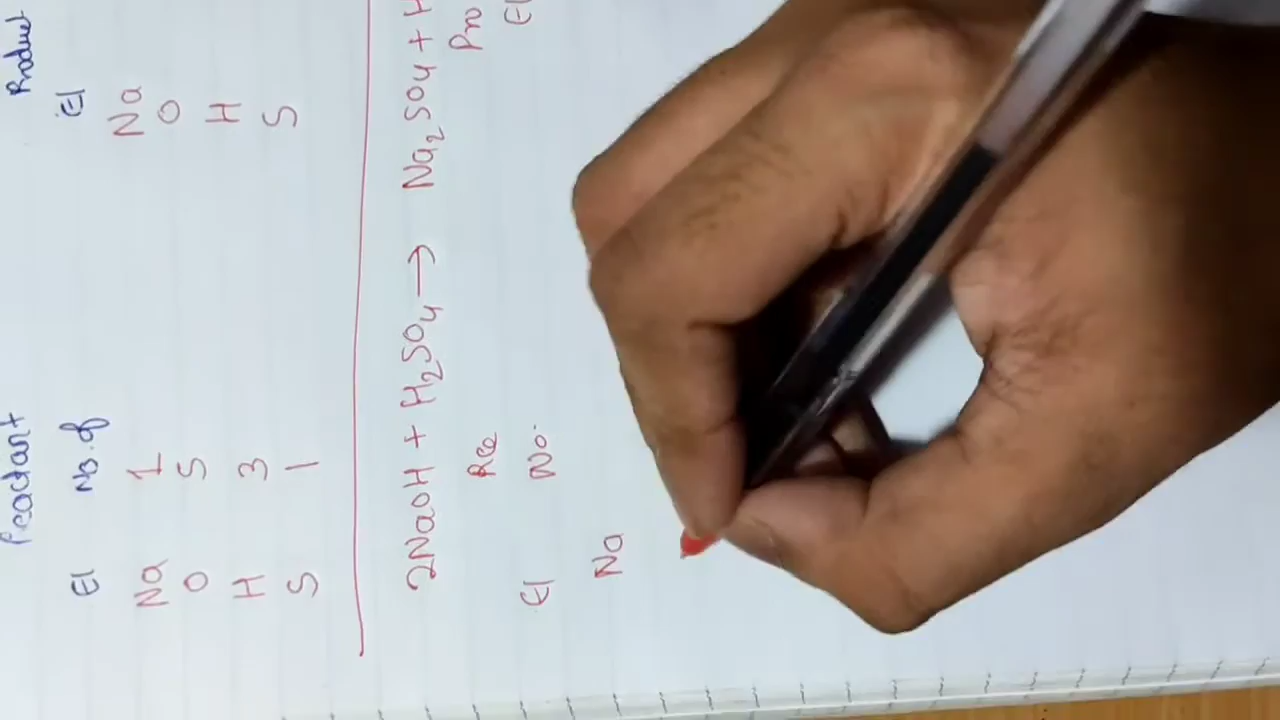 Reactant Product
El No. of El
Na 1 Na
O 5 O
H 3 H
S 1 S
2NaOH + H₂SO₄ → Na₂SO₄ + H
Rea Pro
El No. El
Na